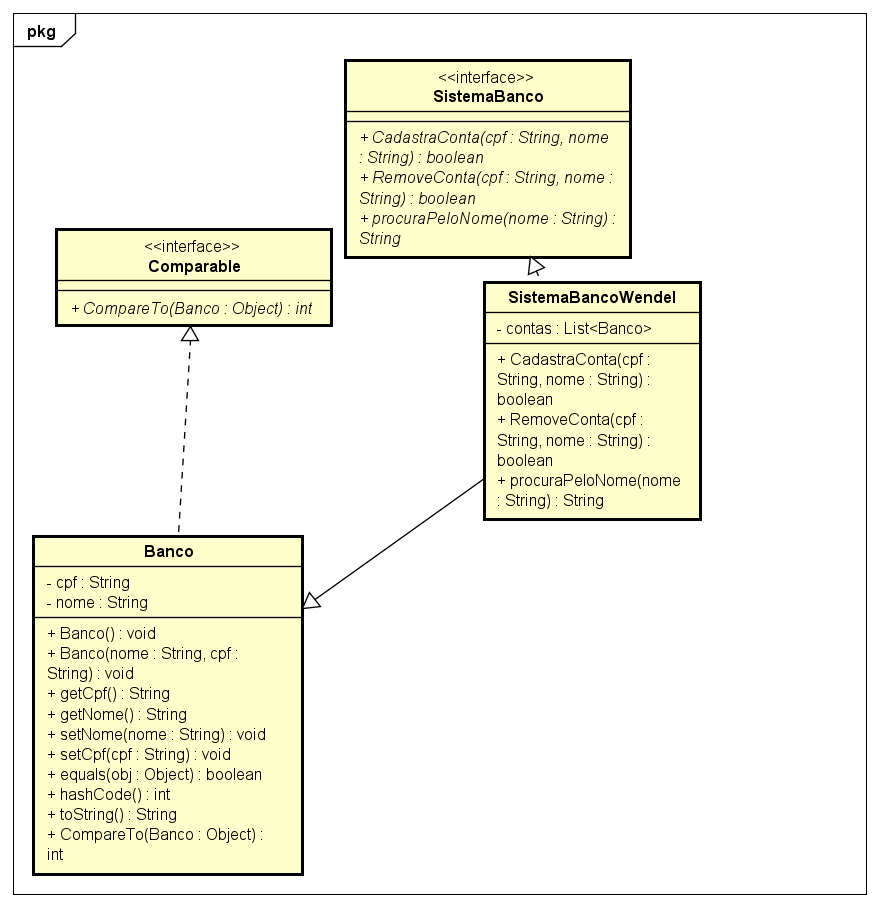 pkg
<<interface>>
SistemaBanco
+ CadastraConta(cpf : String, nome
: String) : boolean
+ RemoveConta(cpf : String, nome :
String) : boolean
+ procuraPeloNome(nome : String) :
String
<<interface>>
Comparable
+ CompareTo(Banco : Object) : int
SistemaBancoWendel
- contas : List<Banco>
+ CadastraConta(cpf :
String, nome : String) :
boolean
+ RemoveConta(cpf :
String, nome : String) :
boolean
+ procuraPeloNome(nome
: String) : String
Banco
- cpf : String
- nome : String
+ Banco() : void
+ Banco(nome : String, cpf :
String) : void
+ getCpf() : String
+ getNome() : String
+ setNome(nome : String) : void
+ setCpf(cpf : String) : void
+ equals(obj : Object) : boolean
+ hashCode() : int
+ toString() : String
+ CompareTo(Banco : Object) :
int